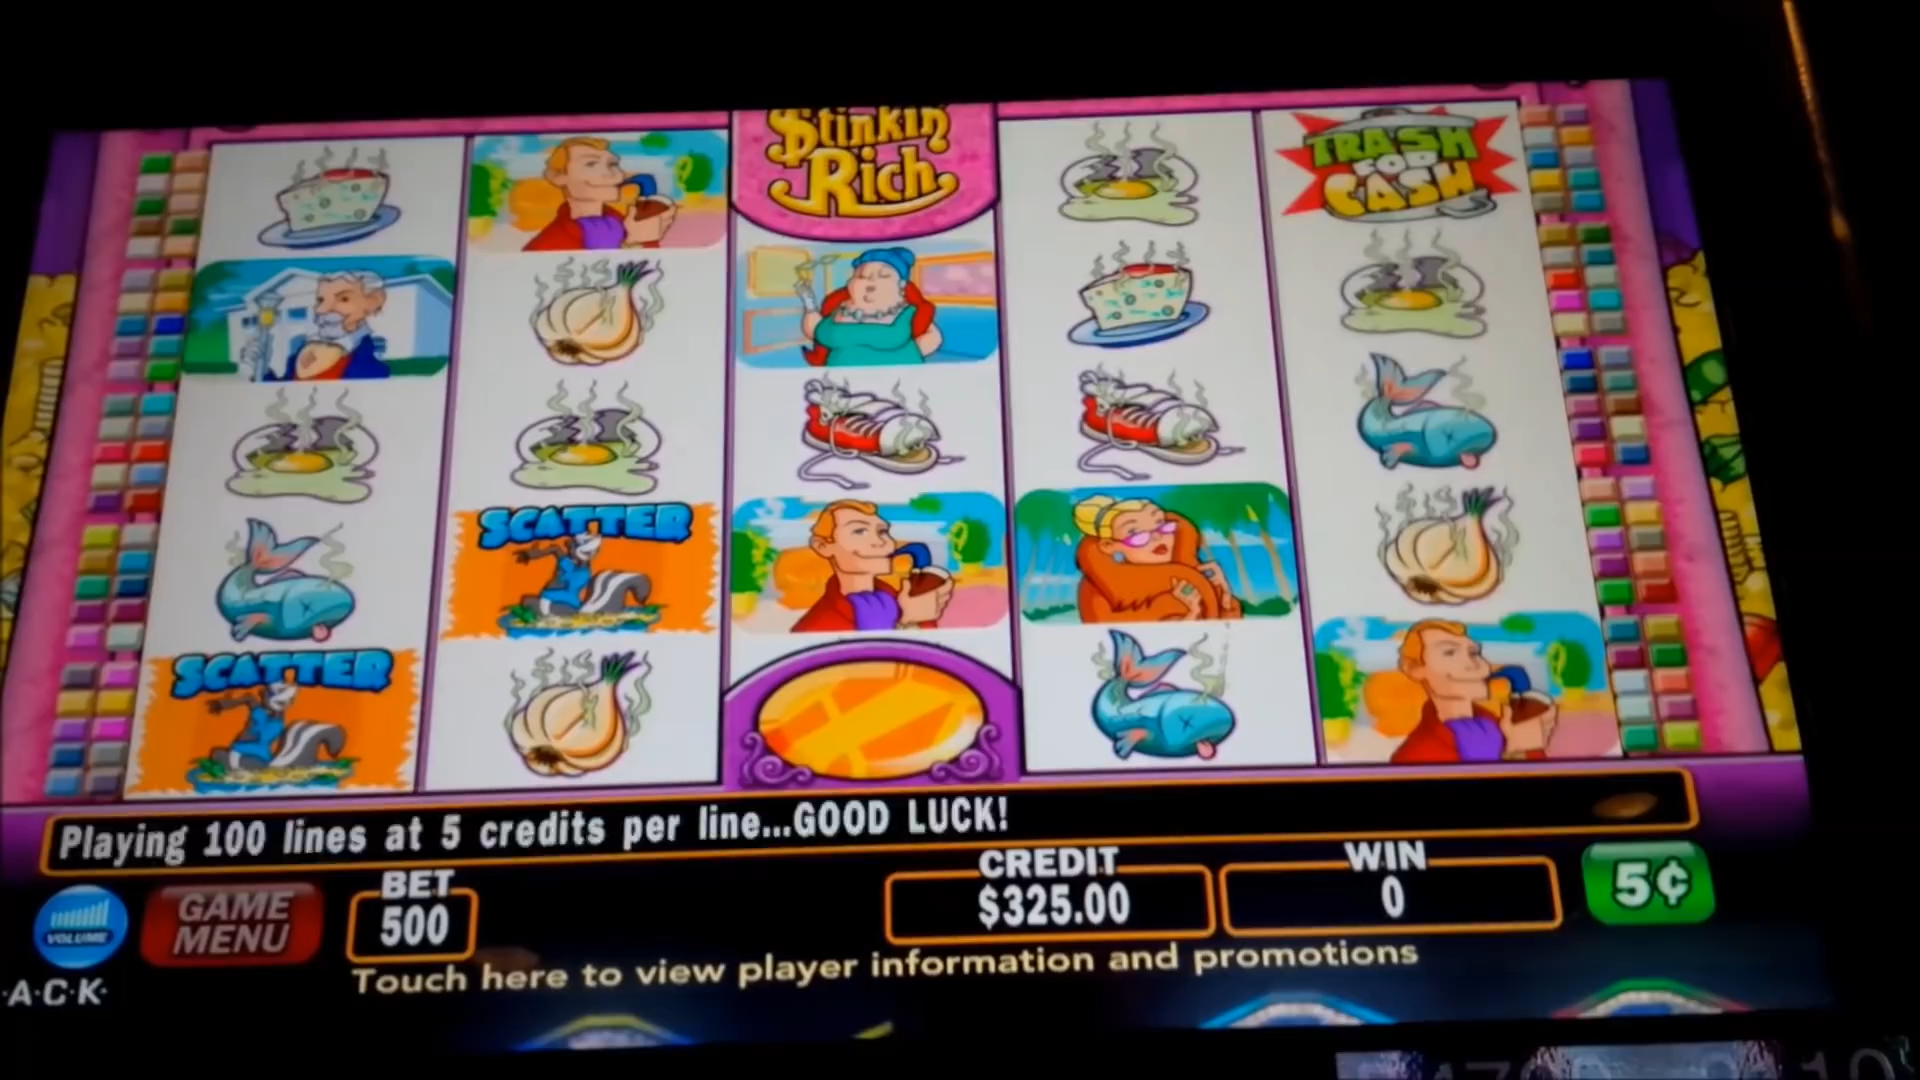 $tinkin'
Rich
TRASH
FOR
CASH
SCATTER
SCATTER
Playing 100 lines at 5 credits per line...GOOD LUCK!
VOLUME
GAME
MENU
BET
500
CREDIT
$325.00
WIN
0
5¢
Touch here to view player information and promotions
·A·C·K·